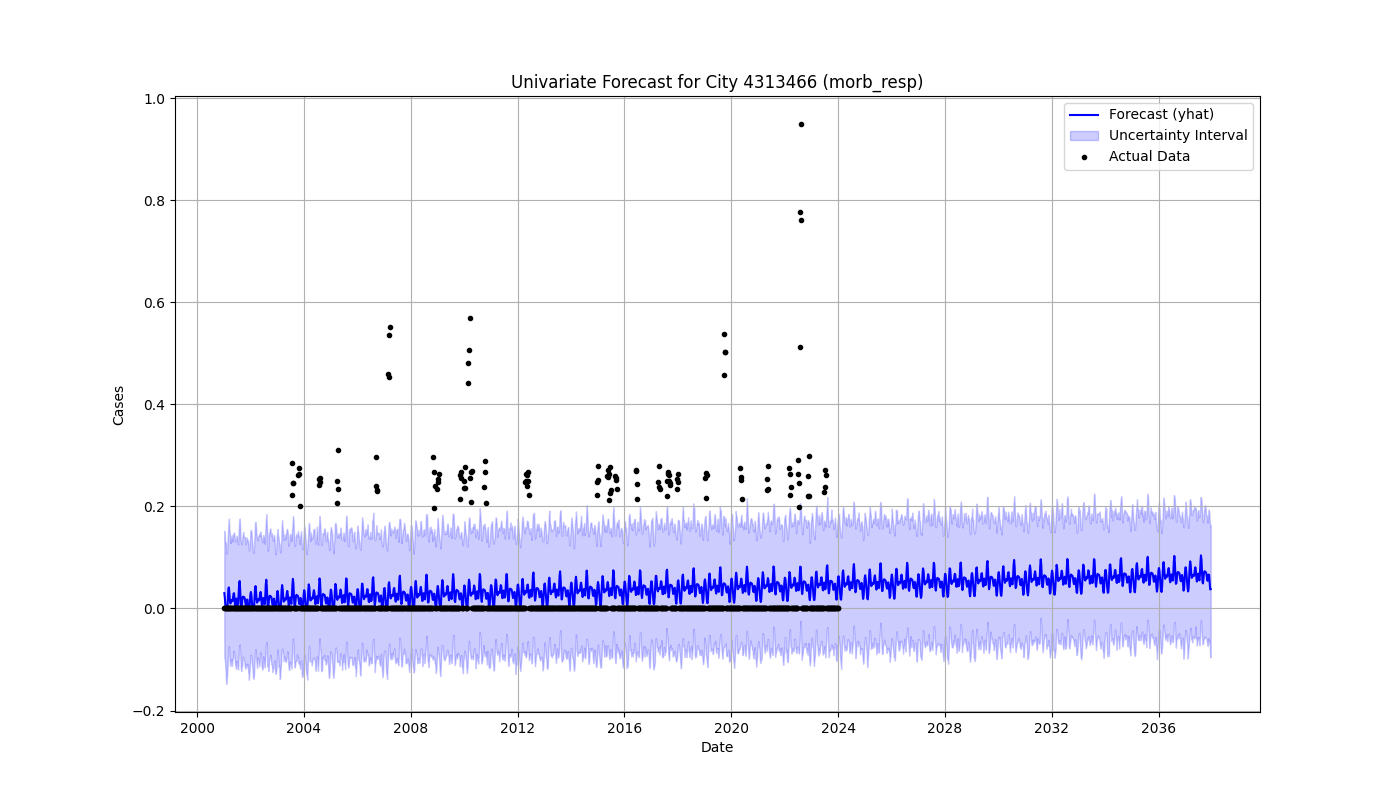 Univariate Forecast for City 4313466 (morb_resp)
Forecast (yhat)
Uncertainty Interval
Actual Data
Cases
1.0
0.8
0.6
0.4
0.2
0.0
−0.2
2000 2004 2008 2012 2016 2020 2024 2028 2032 2036
Date